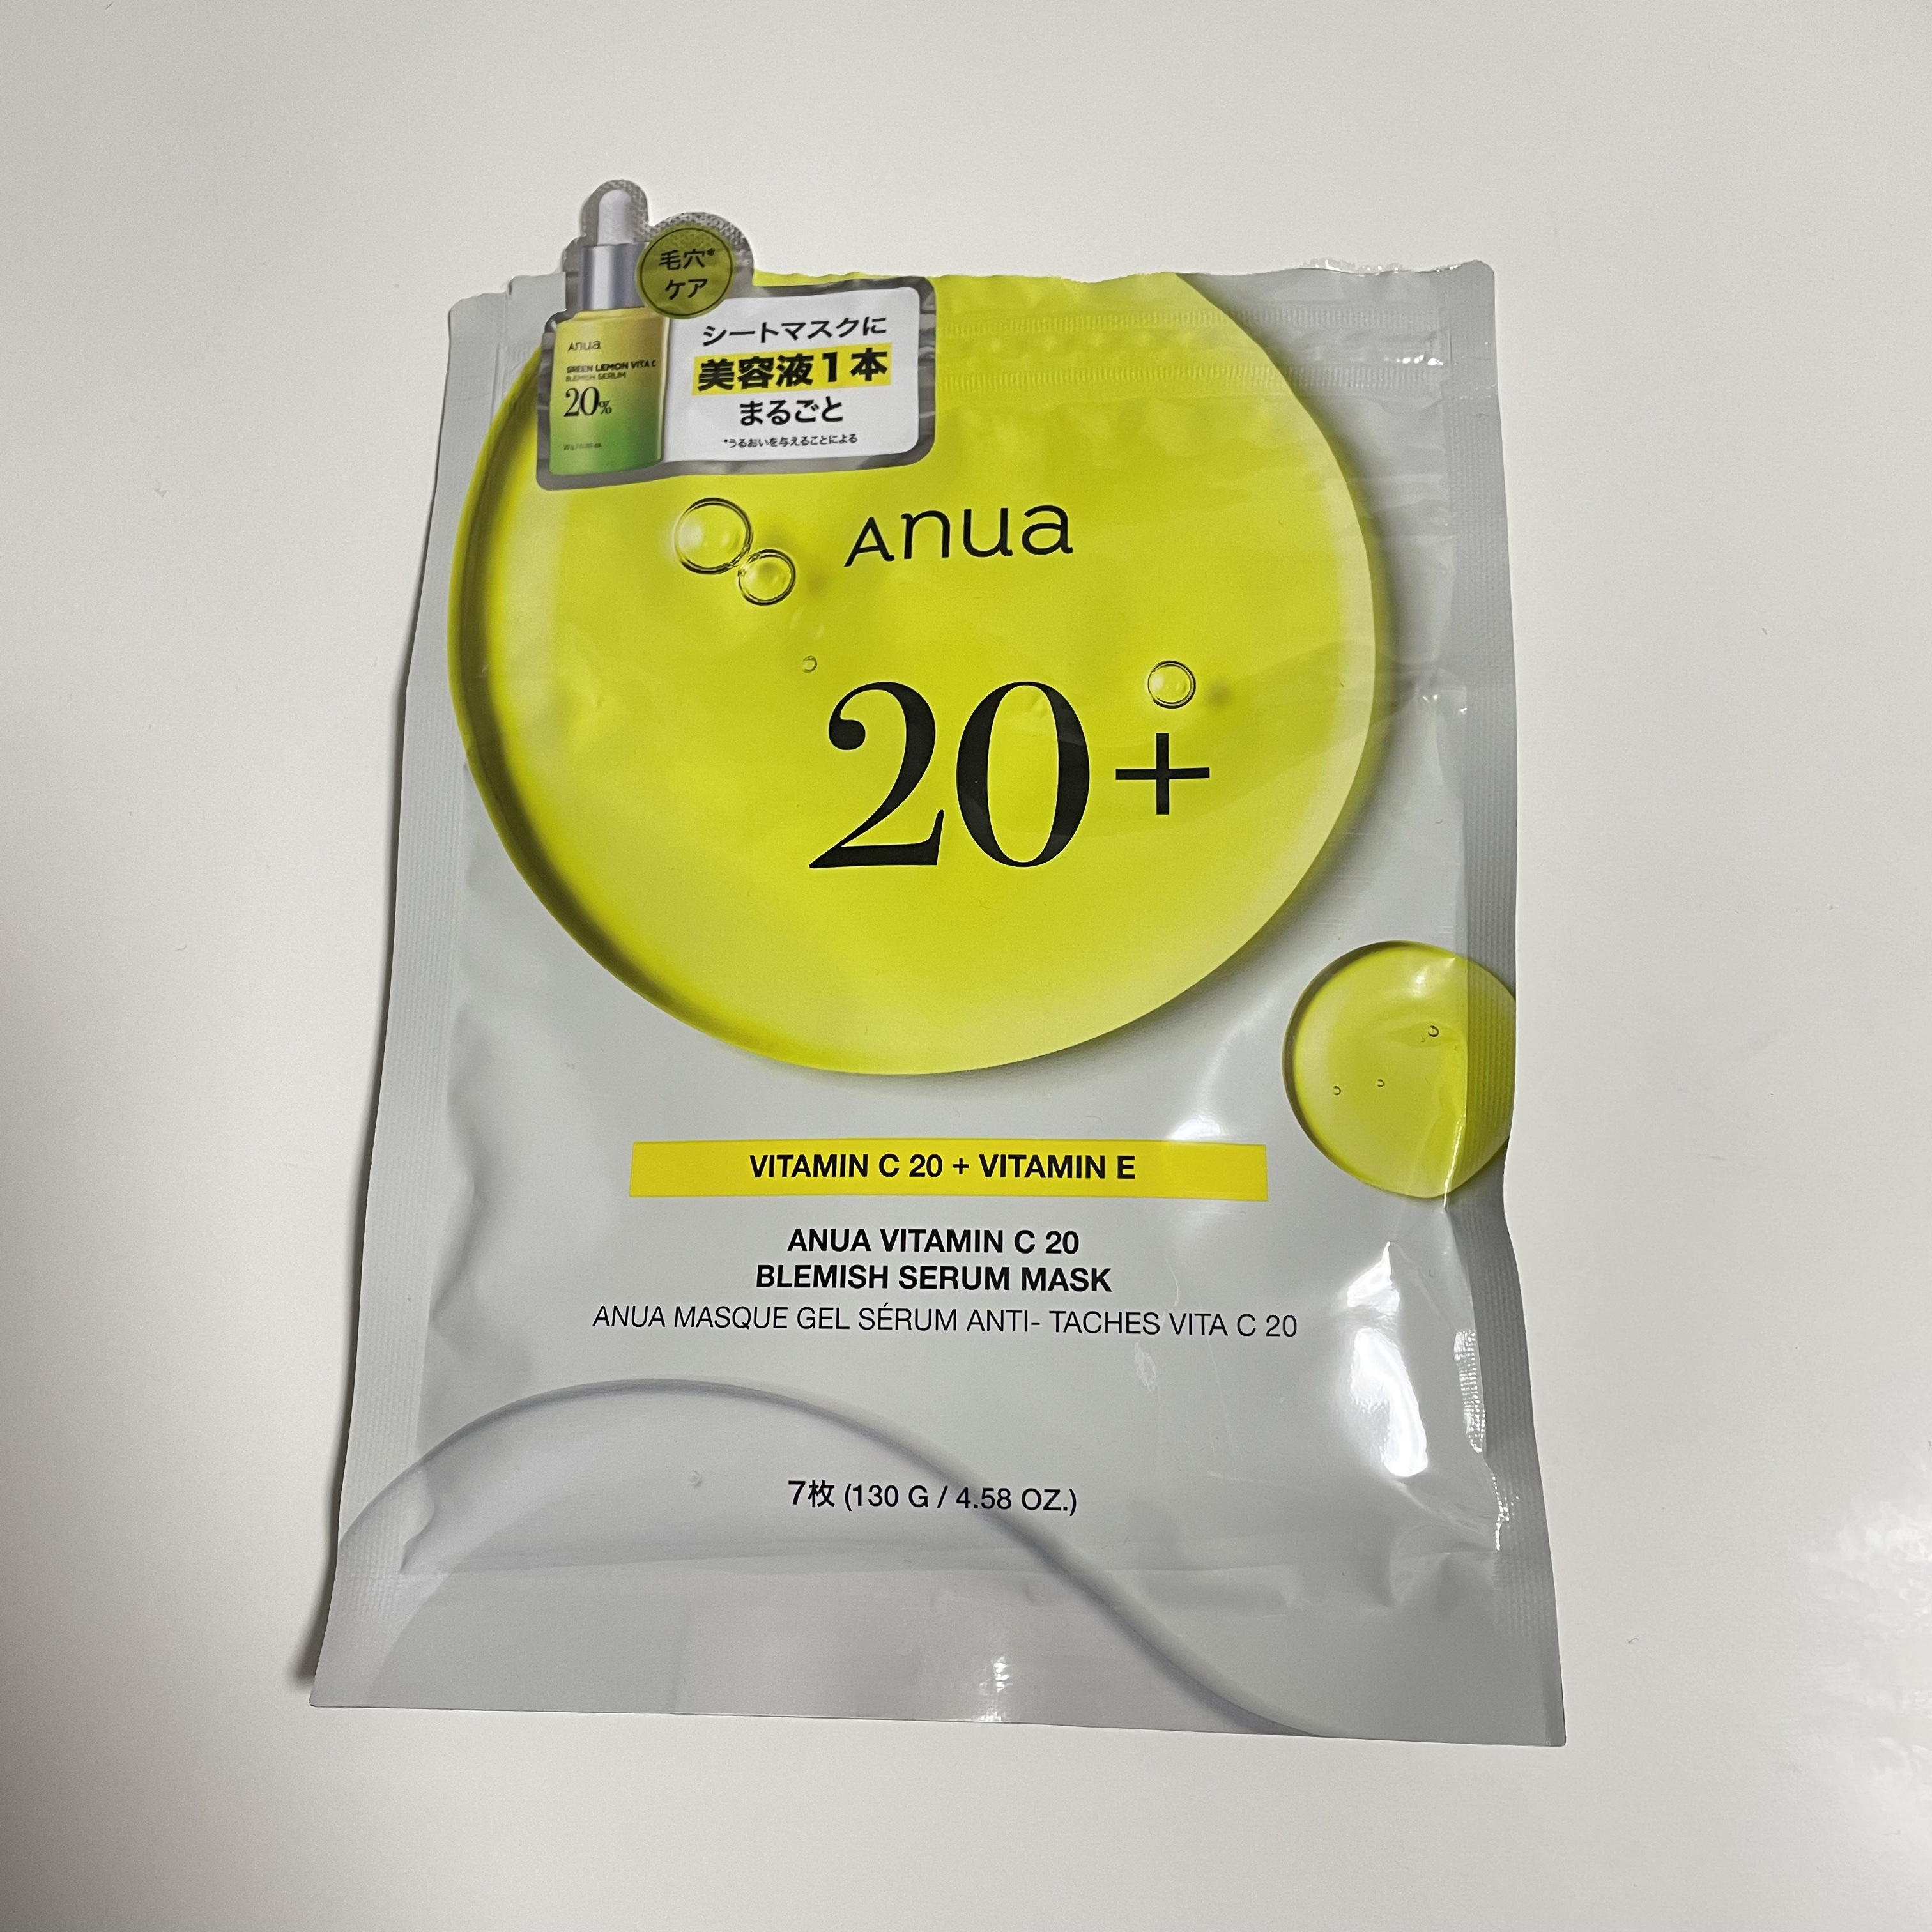 毛穴*
ケア
シートマスクに
美容液1本
まるごと
*うるおいを与えることによる
Anua
GREEN LEMON VITA C
BLEMISH SERUM
20%
Anua
20+
VITAMIN C 20 + VITAMIN E
ANUA VITAMIN C 20
BLEMISH SERUM MASK
ANUA MASQUE GEL SÉRUM ANTI- TACHES VITA C 20
7枚 (130 G / 4.58 OZ.)